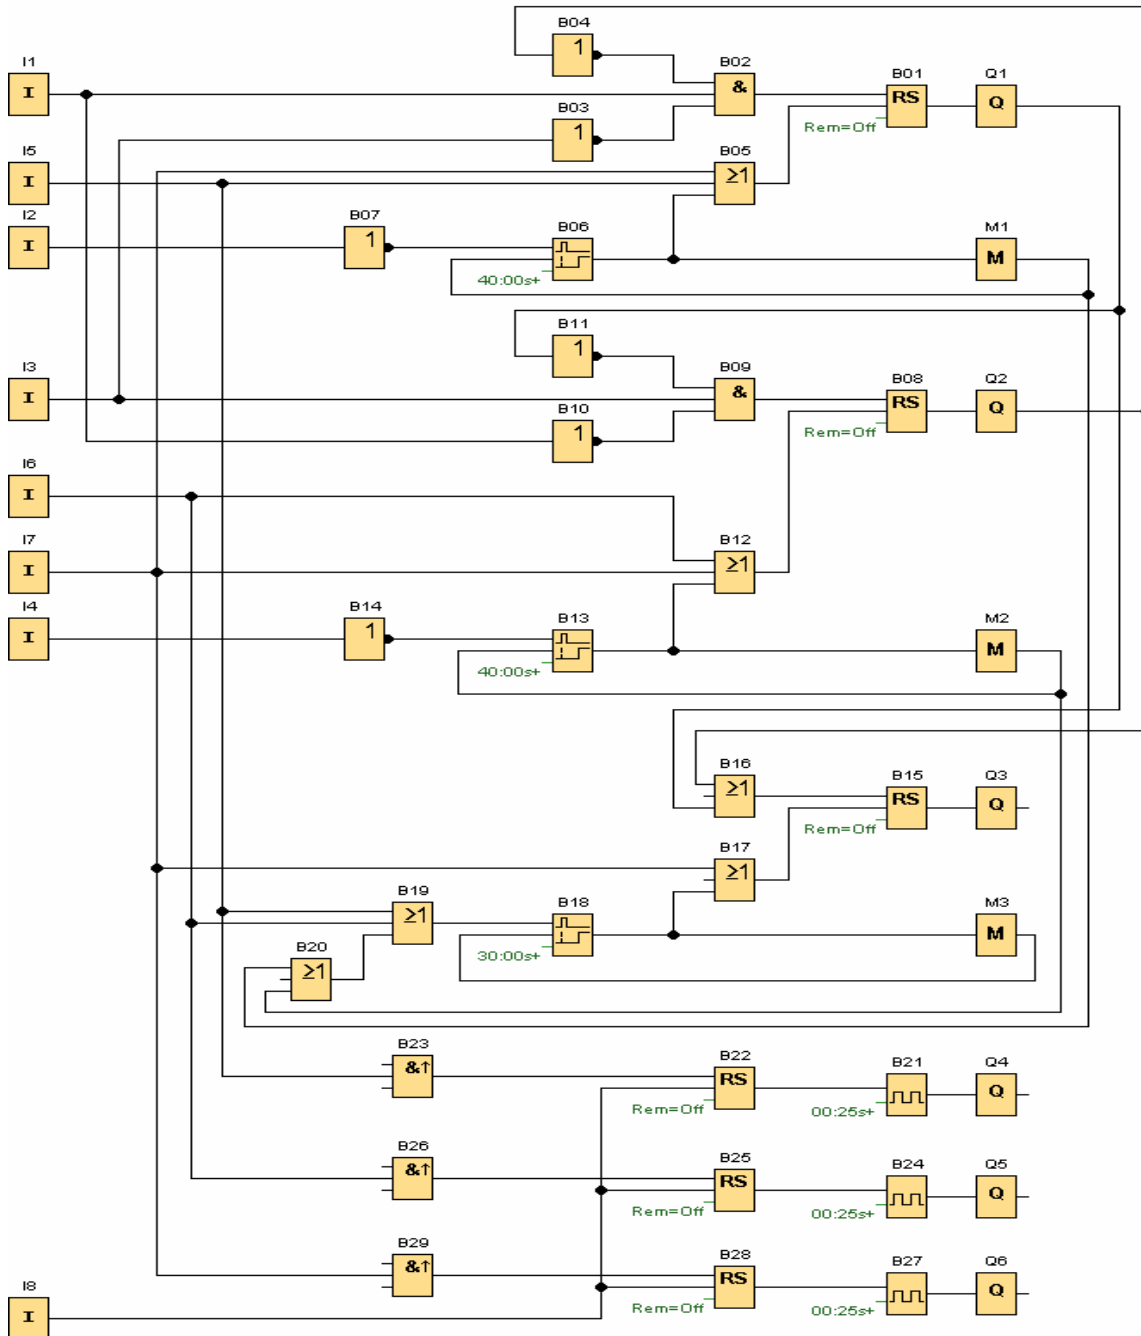 B04
1
I1
I
B02
&
B01
RS
Q1
Q
B03
1
Rem=Off
I5
I
B05
≥1
I2
I
B07
1
B06
40:00s+
M1
M
B11
1
I3
I
B09
&
B08
RS
Q2
Q
B10
1
Rem=Off
I6
I
I7
I
B12
≥1
I4
I
B14
1
B13
40:00s+
M2
M
B16
≥1
B15
RS
Q3
Q
Rem=Off
B17
≥1
B19
≥1
B18
30:00s+
M3
M
B20
≥1
B23
&↑
B22
RS
Rem=Off
B21
00:25s+
Q4
Q
B26
&↑
B25
RS
Rem=Off
B24
00:25s+
Q5
Q
B29
&↑
B28
RS
Rem=Off
B27
00:25s+
Q6
Q
I8
I